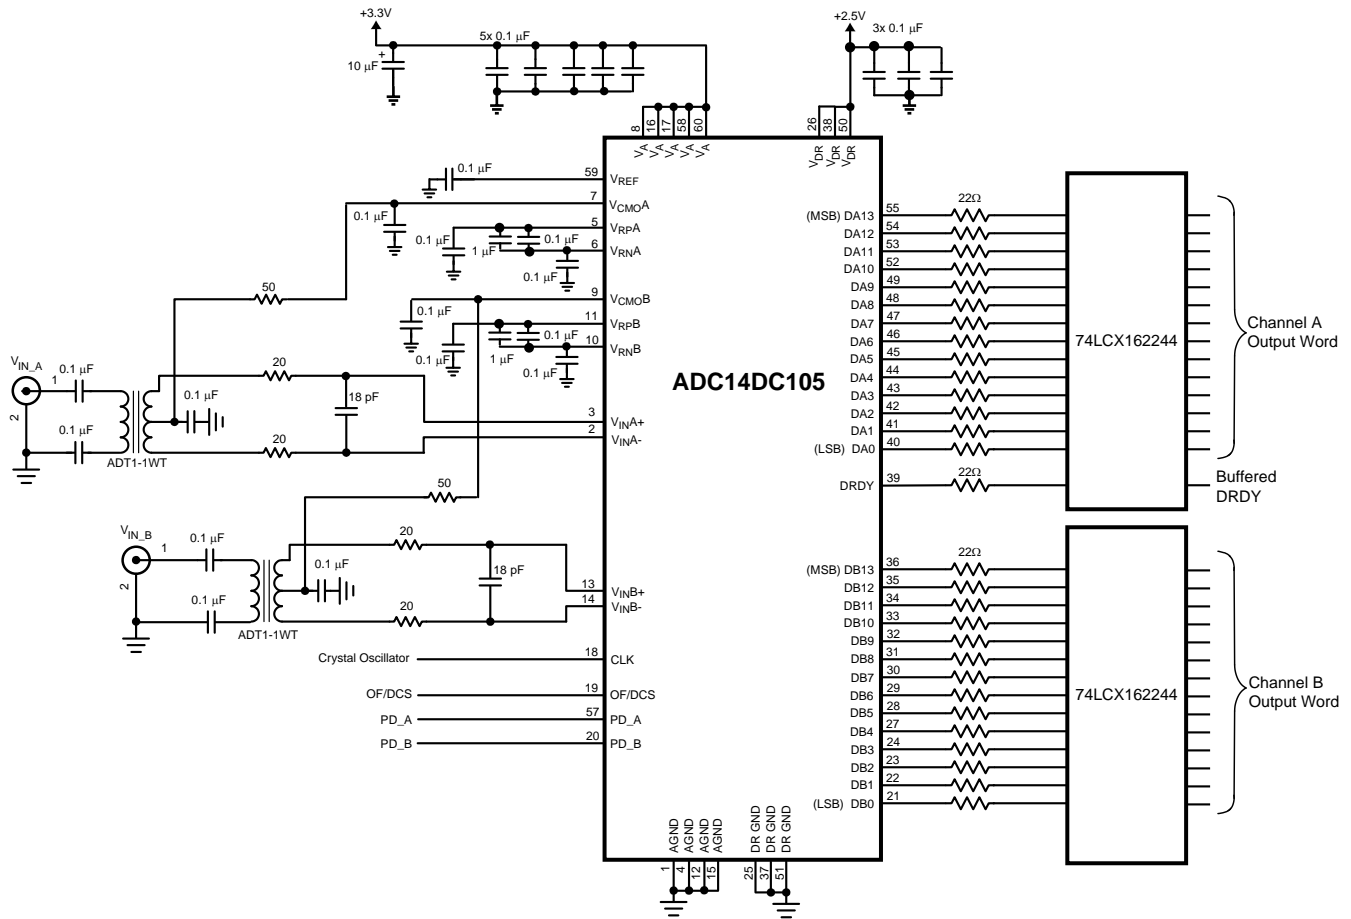 +3.3V
+2.5V
5x 0.1 µF
3x 0.1 µF
+
10 µF
8
16
17
58
60
26
38
50
VA
VA
VA
VA
VA
VDR
VDR
VDR
0.1 µF
59
VREF
7
VCMOA
0.1 µF
5
VRPA
0.1 µF
1 µF
0.1 µF
6
VRNA
0.1 µF
50
9
VCMOB
0.1 µF
11
VRPB
0.1 µF
1 µF
0.1 µF
10
VRNB
0.1 µF
VIN_A
0.1 µF
20
1
2
0.1 µF
18 pF
0.1 µF
20
ADT1-1WT
3
VINA+
2
VINA-
50
VIN_B
0.1 µF
20
1
2
0.1 µF
18 pF
0.1 µF
20
ADT1-1WT
13
VINB+
14
VINB-
Crystal Oscillator
18
CLK
OF/DCS
19
OF/DCS
PD_A
57
PD_A
PD_B
20
PD_B
ADC14DC105
22Ω
(MSB) DA13
55
DA12
54
DA11
53
DA10
52
DA9
49
DA8
48
DA7
47
DA6
46
DA5
45
DA4
44
DA3
43
DA2
42
DA1
41
(LSB) DA0
40
DRDY
39
22Ω
74LCX162244
Channel A
Output Word
Buffered
DRDY
22Ω
(MSB) DB13
36
DB12
35
DB11
34
DB10
33
DB9
32
DB8
31
DB7
30
DB6
29
DB5
28
DB4
27
DB3
24
DB2
23
DB1
22
(LSB) DB0
21
74LCX162244
Channel B
Output Word
AGND
AGND
AGND
AGND
DR GND
DR GND
DR GND
1
4
12
15
25
37
51